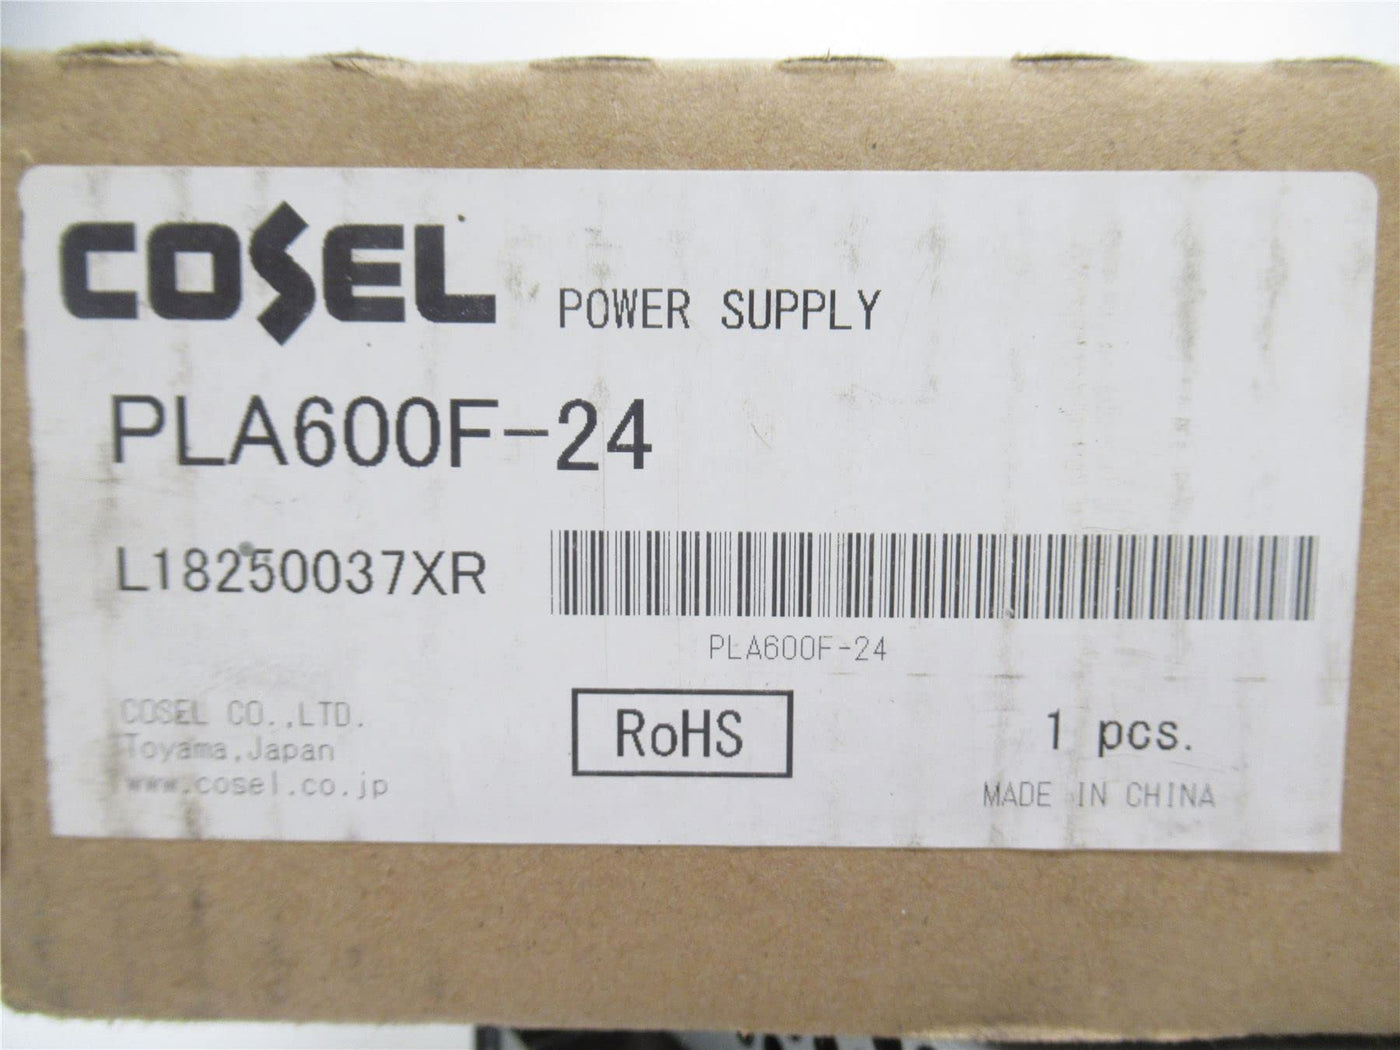 COSEL POWER SUPPLY
PLA600F-24
L18250037XR
PLA600F-24
COSEL CO.,LTD.
Toyama,Japan
www.cosel.co.jp
RoHS
1 pcs.
MADE IN CHINA